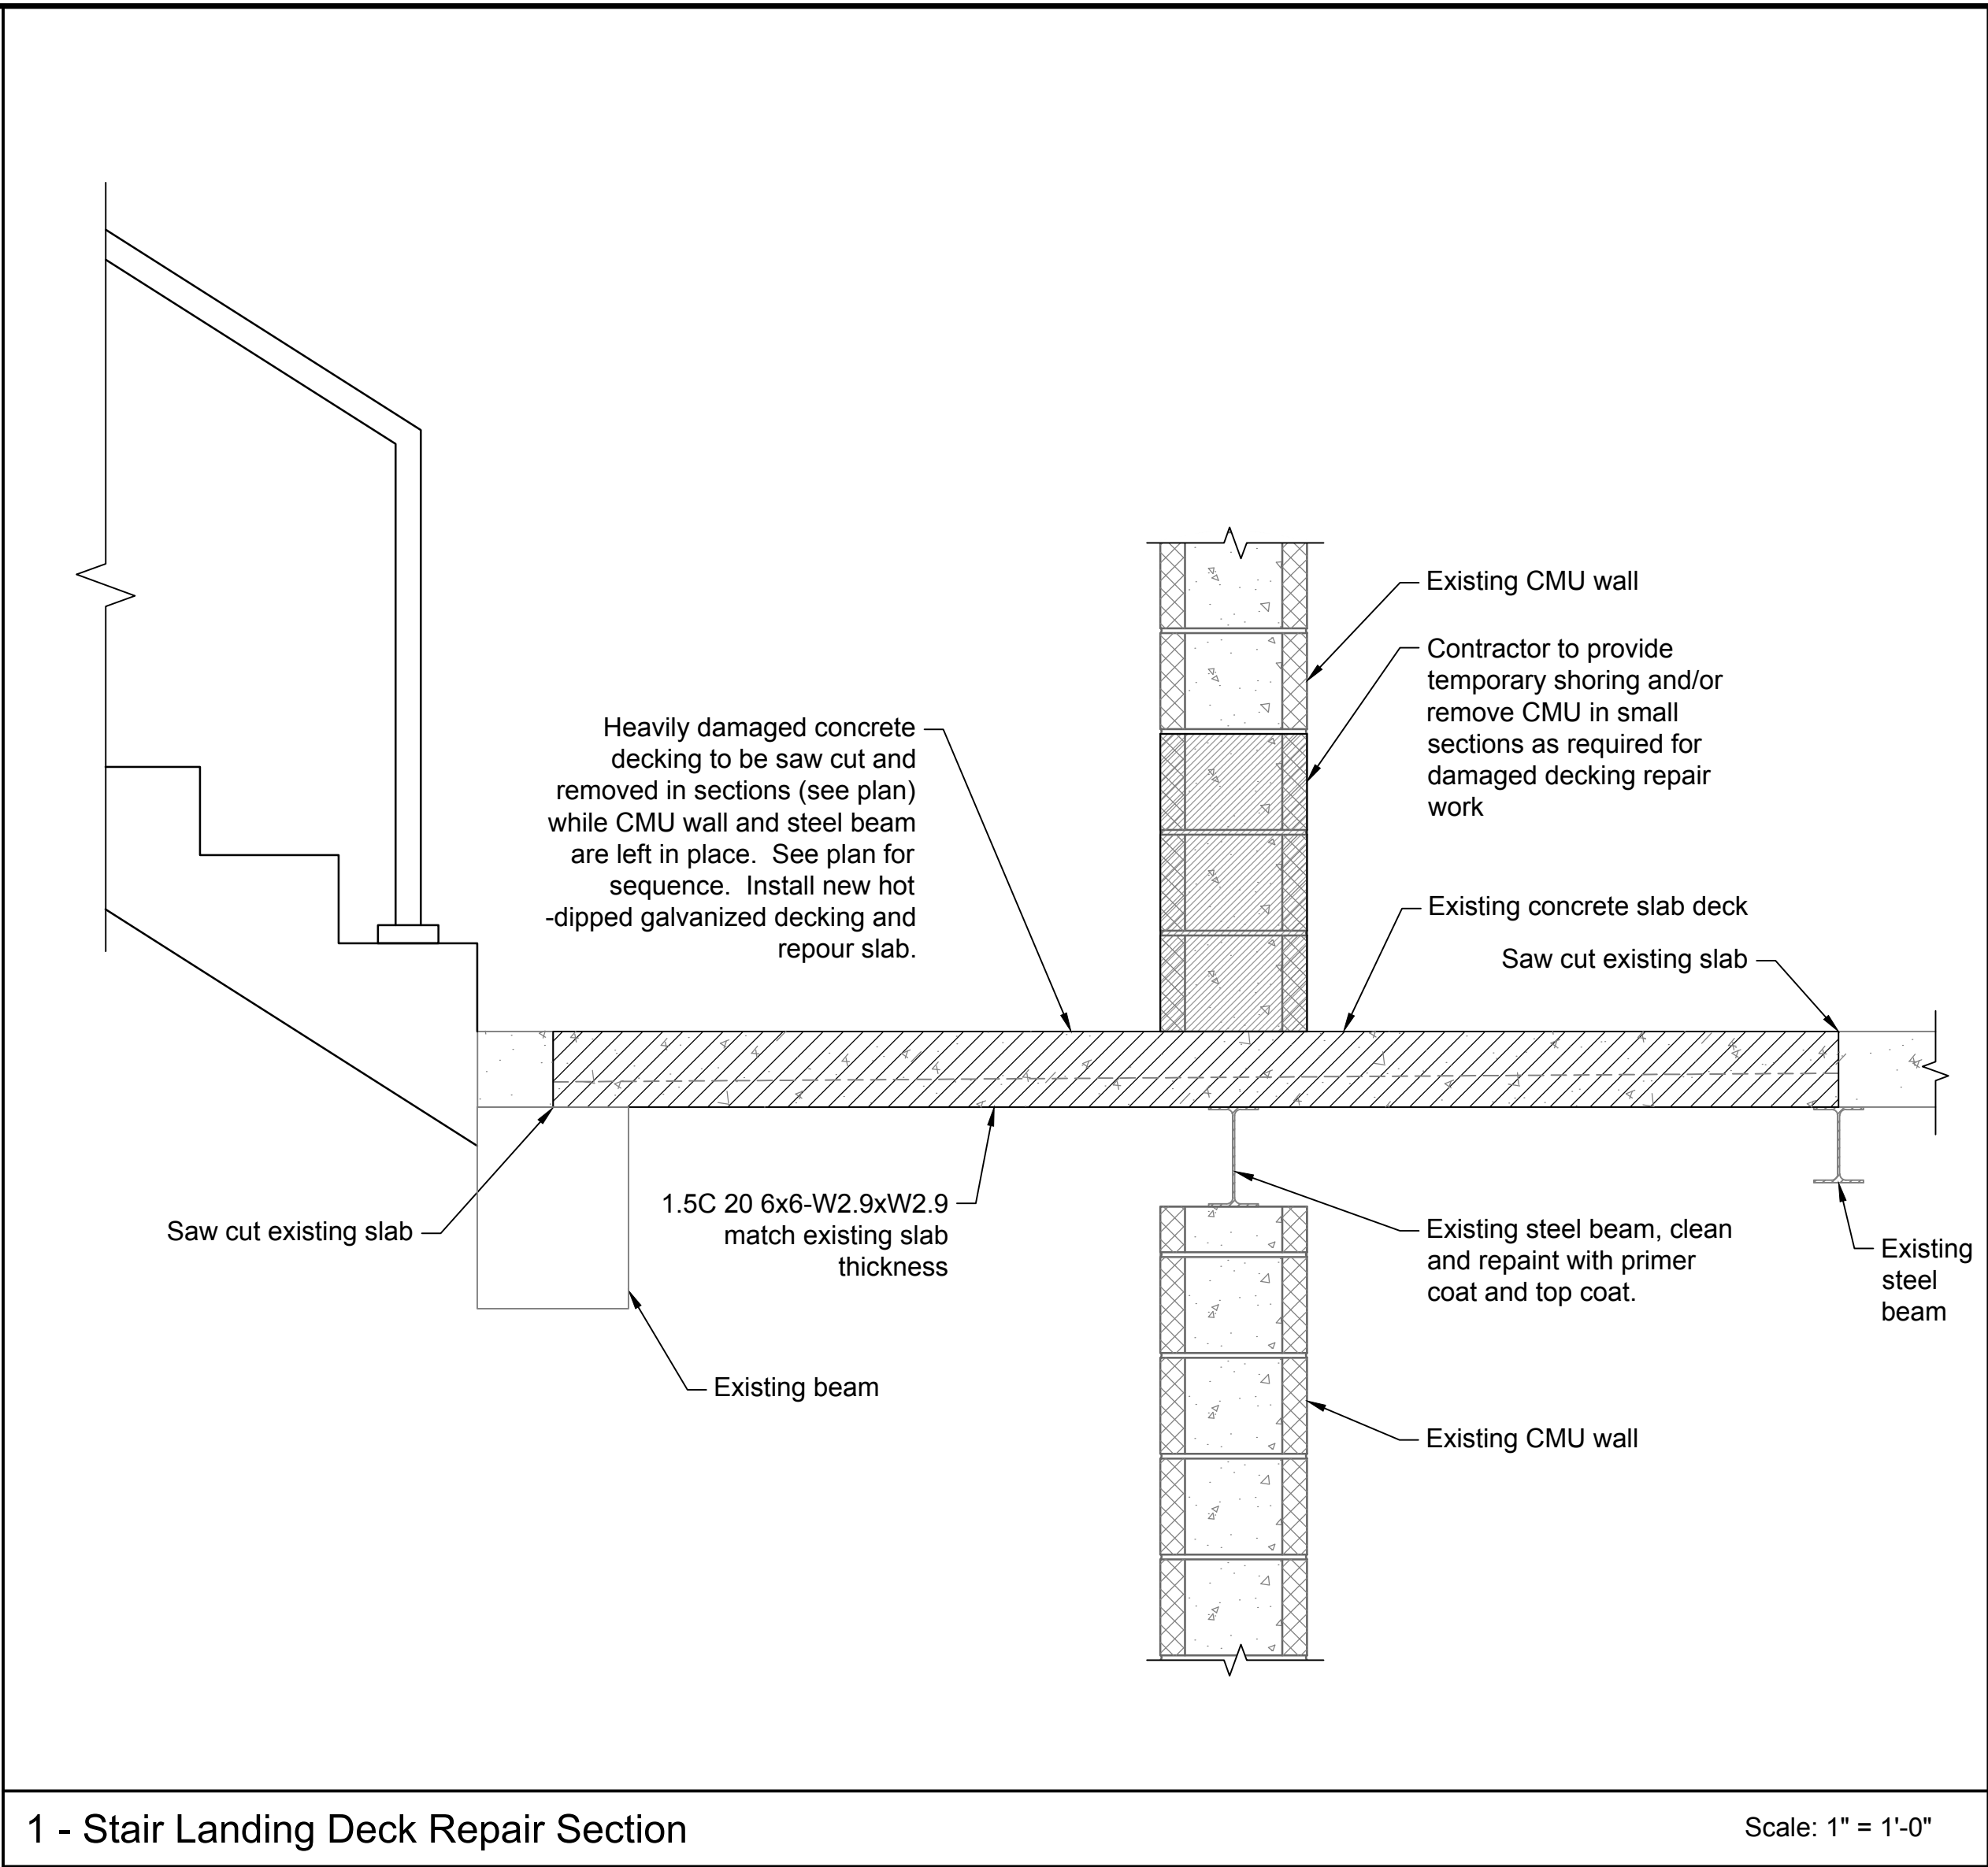 Existing CMU wall
Contractor to provide
temporary shoring and/or
remove CMU in small
sections as required for
damaged decking repair
work
Heavily damaged concrete
decking to be saw cut and
removed in sections (see plan)
while CMU wall and steel beam
are left in place.  See plan for
sequence.  Install new hot
-dipped galvanized decking and
repour slab.
Existing concrete slab deck
Saw cut existing slab
1.5C 20 6x6-W2.9xW2.9
match existing slab
thickness
Saw cut existing slab
Existing steel beam, clean
and repaint with primer
coat and top coat.
Existing
steel
beam
Existing beam
Existing CMU wall
1 - Stair Landing Deck Repair Section
Scale: 1" = 1'-0"